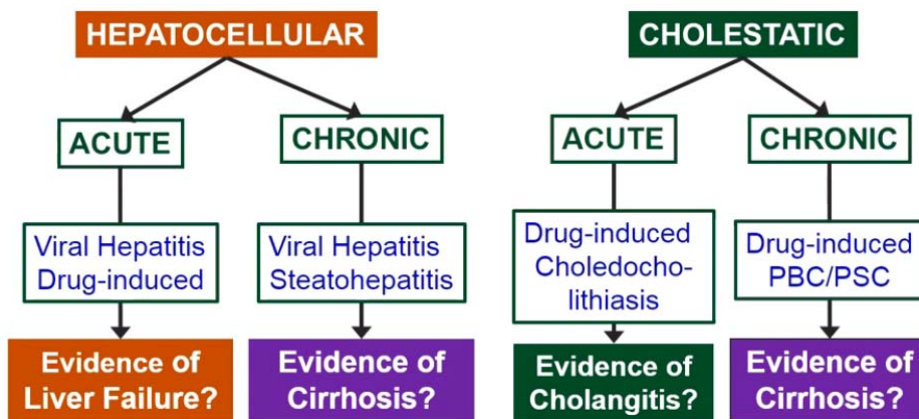 HEPATOCELLULAR
ACUTE
CHRONIC
Viral Hepatitis
Drug-induced
Viral Hepatitis
Steatohepatitis
Evidence of
Liver Failure?
Evidence of
Cirrhosis?
CHOLESTATIC
ACUTE
CHRONIC
Drug-induced
Choledocho-
lithiasis
Drug-induced
PBC/PSC
Evidence of
Cholangitis?
Evidence of
Cirrhosis?